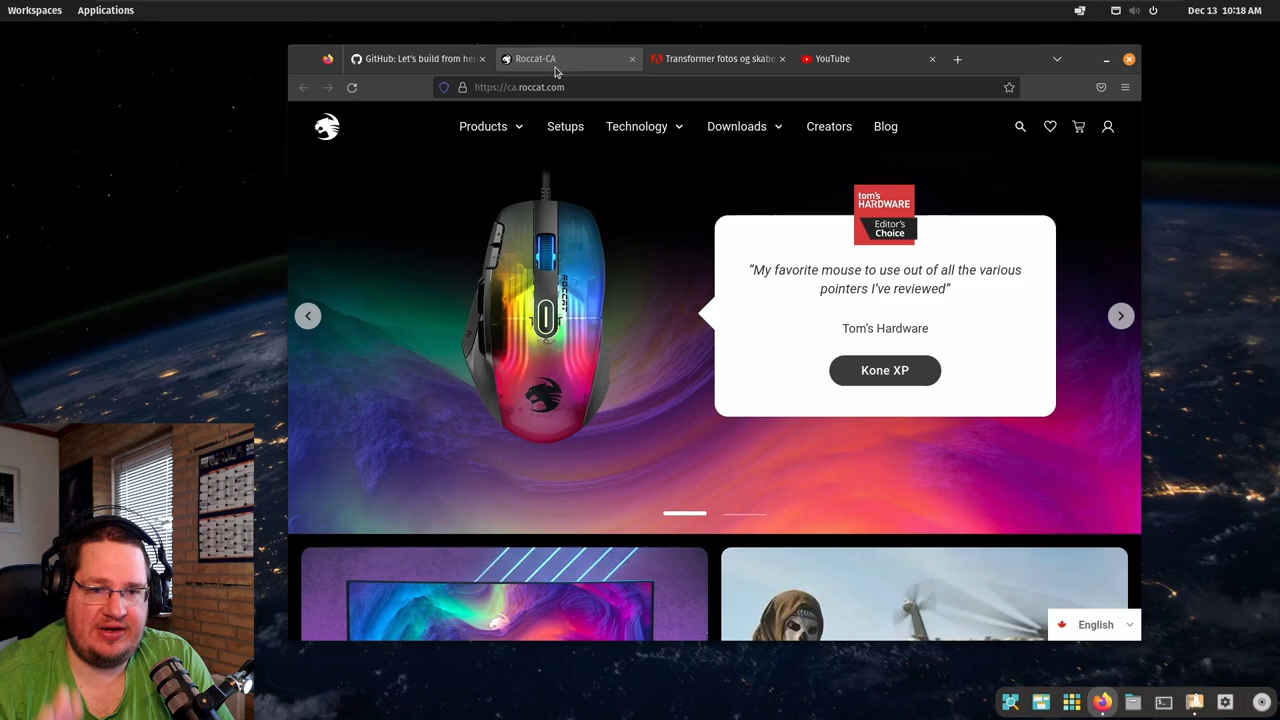 Workspaces
Applications
Dec 13 10:18 AM
GitHub: Let's build from her
Roccat-CA
Transformer fotos og skabe
YouTube
https://ca.roccat.com
Products
Setups
Technology
Downloads
Creators
Blog
tom's
HARDWARE
Editor's
Choice
“My favorite mouse to use out of all the various
pointers I’ve reviewed”
Tom’s Hardware
Kone XP
ROCCAT
English